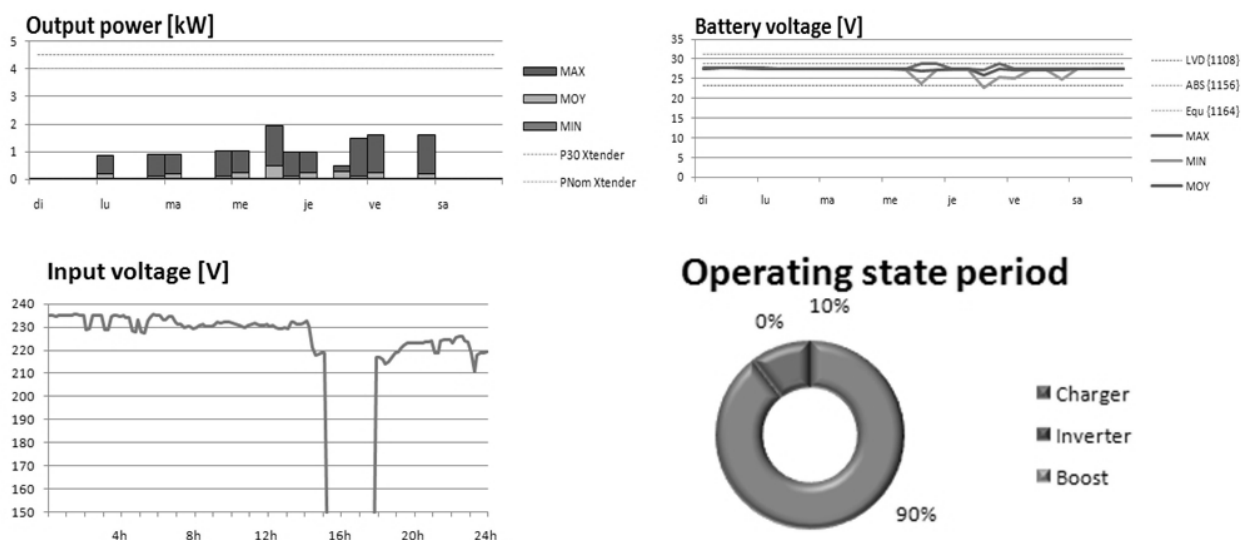 Output power [kW]
5
4
3
2
1
0
di lu ma me je ve sa
MAX
MOY
MIN
P30 Xtender
PNom Xtender
Battery voltage [V]
35
30
25
20
15
10
5
0
di lu ma me je ve sa
LVD {1108}
ABS {1156}
Equ {1164}
MAX
MIN
MOY
Input voltage [V]
240
230
220
210
200
190
180
170
160
150
4h 8h 12h 16h 20h 24h
Operating state period
10%
0%
90%
Charger
Inverter
Boost